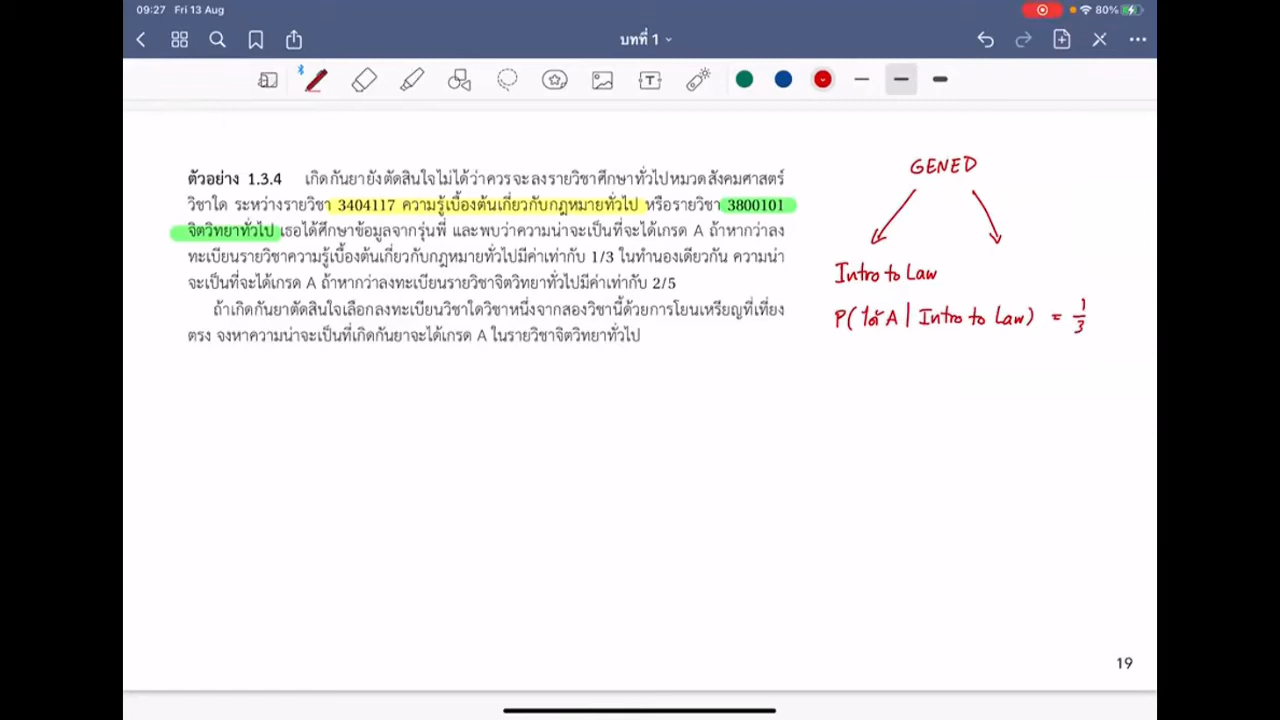 09:27 Fri 13 Aug
80%
บทที่ 1
T
ตัวอย่าง 1.3.4 เกิดกันยายังตัดสินใจไม่ได้ว่าควรจะลงรายวิชาศึกษาทั่วไปหมวดสังคมศาสตร์
วิชาใด ระหว่างรายวิชา 3404117 ความรู้เบื้องต้นเกี่ยวกับกฎหมายทั่วไป หรือรายวิชา 3800101
จิตวิทยาทั่วไป เธอได้ศึกษาข้อมูลจากรุ่นพี่ และพบว่าความน่าจะเป็นที่จะได้เกรด A ถ้าหากว่าลง
ทะเบียนรายวิชาความรู้เบื้องต้นเกี่ยวกับกฎหมายทั่วไปมีค่าเท่ากับ 1/3 ในทำนองเดียวกัน ความน่า
จะเป็นที่จะได้เกรด A ถ้าหากว่าลงทะเบียนรายวิชาจิตวิทยาทั่วไปมีค่าเท่ากับ 2/5
ถ้าเกิดกันยาตัดสินใจเลือกลงทะเบียนวิชาใดวิชาหนึ่งจากสองวิชานี้ด้วยการโยนเหรียญที่เที่ยง
ตรง จงหาความน่าจะเป็นที่เกิดกันยาจะได้เกรด A ในรายวิชาจิตวิทยาทั่วไป
GENED
Intro to Law
P( ได้ A | Intro to Law) = 1/3
19